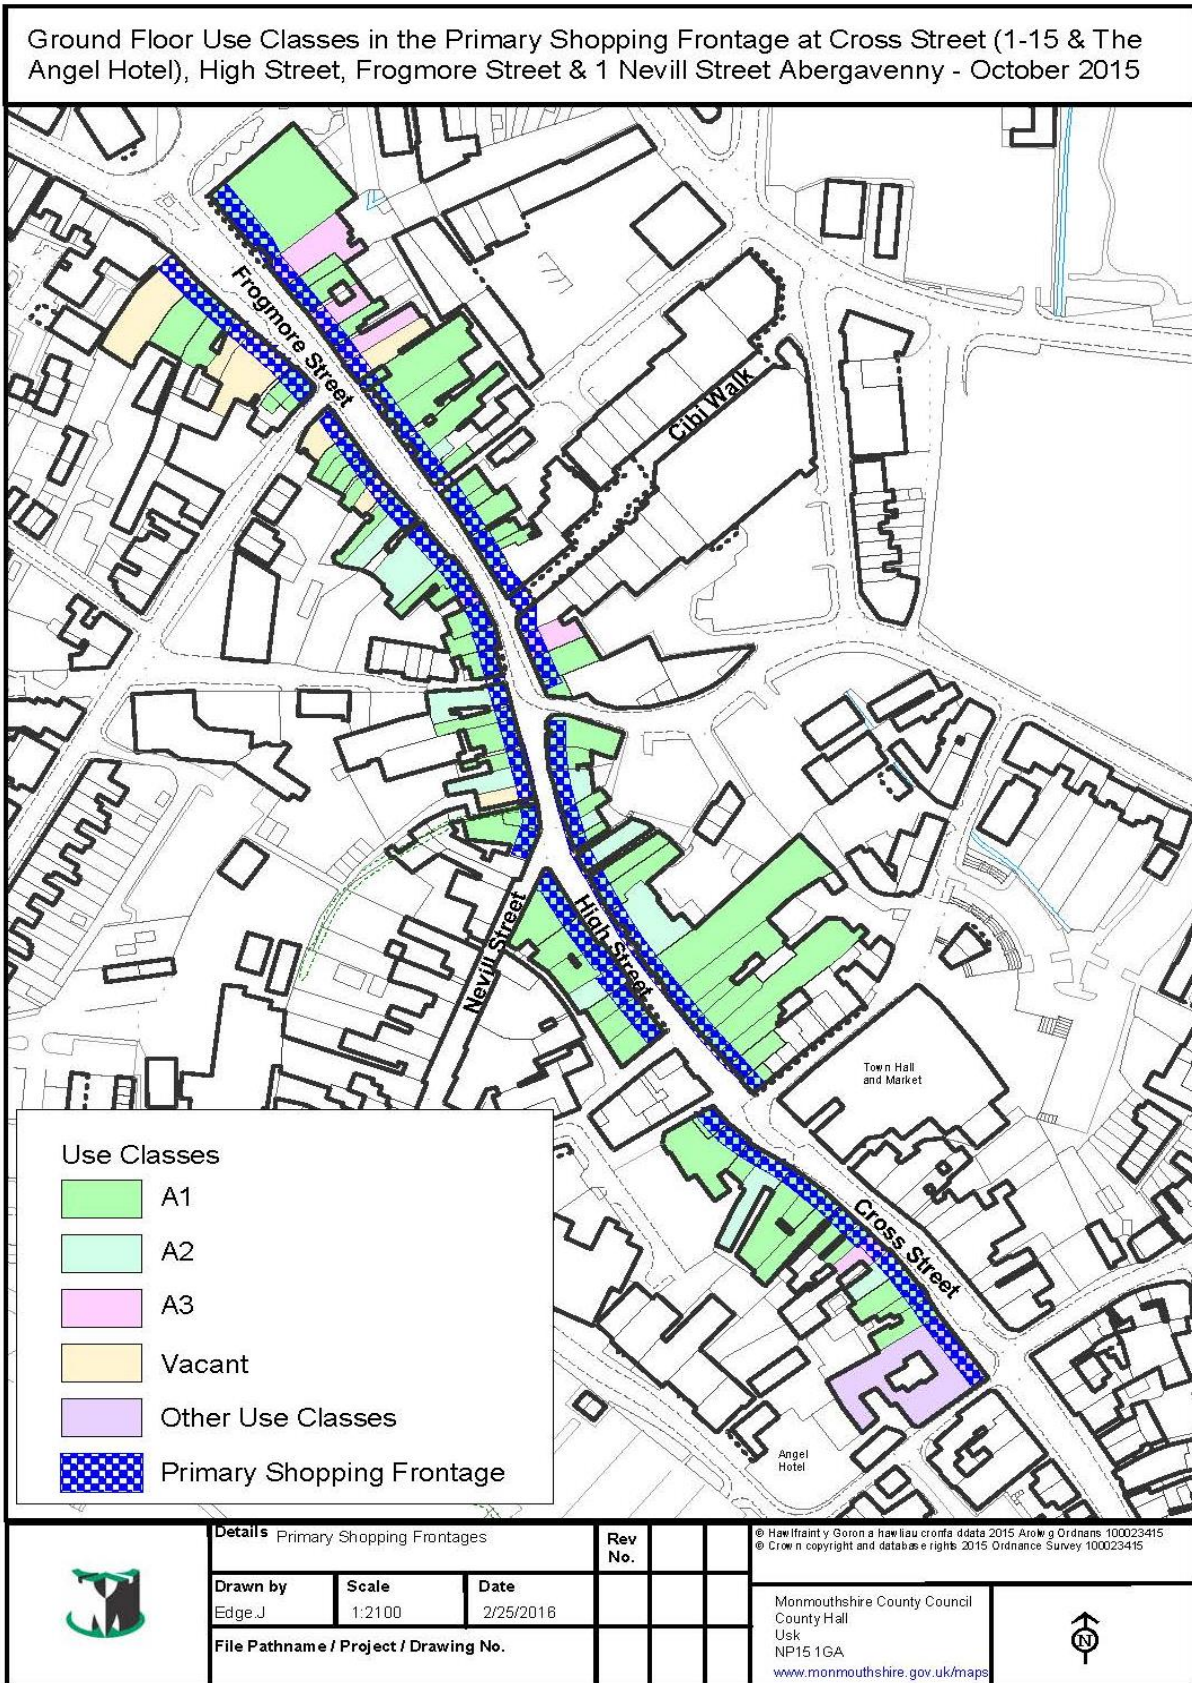 Ground Floor Use Classes in the Primary Shopping Frontage at Cross Street (1-15 & The
Angel Hotel), High Street, Frogmore Street & 1 Nevill Street Abergavenny - October 2015
Frogmore Street
Cibi Walk
High Street
Nevill Street
Town Hall
and Market
Cross Street
Angel
Hotel
Use Classes
A1
A2
A3
Vacant
Other Use Classes
Primary Shopping Frontage
Details Primary Shopping Frontages
Rev
No.
Drawn by
Edge.J
Scale
1:2100
Date
2/25/2016
File Pathname / Project / Drawing No.
© Hawlfrainty Goron a hawliau cronfa ddata 2015 Arolwg Ordnans 100023415
© Crown copyright and database rights 2015 Ordnance Survey 100023415
Monmouthshire County Council
County Hall
Usk
NP15 1GA
www.monmouthshire.gov.uk/maps
N